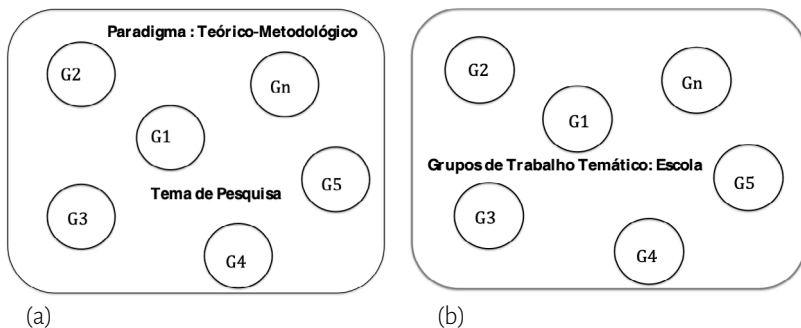 Paradigma : Teórico-Metodológico
G2
Gn
G1
G5
Tema de Pesquisa
G3
G4
(a)
G2
Gn
G1
Grupos de Trabalho Temático: Escola
G5
G3
G4
(b)